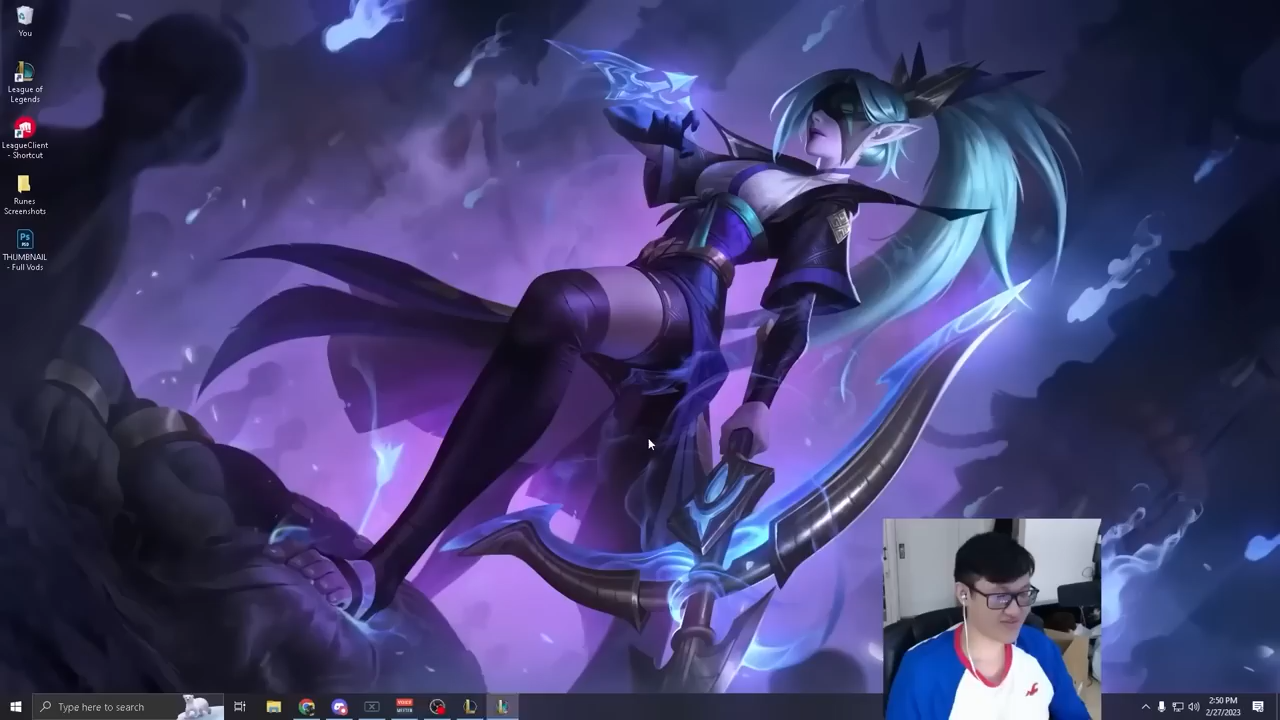 You
League of
Legends
LeagueClient
- Shortcut
Runes
Screenshots
Ps
THUMBNAIL
- Full Vods
Type here to search
2:50 PM
2/27/2023